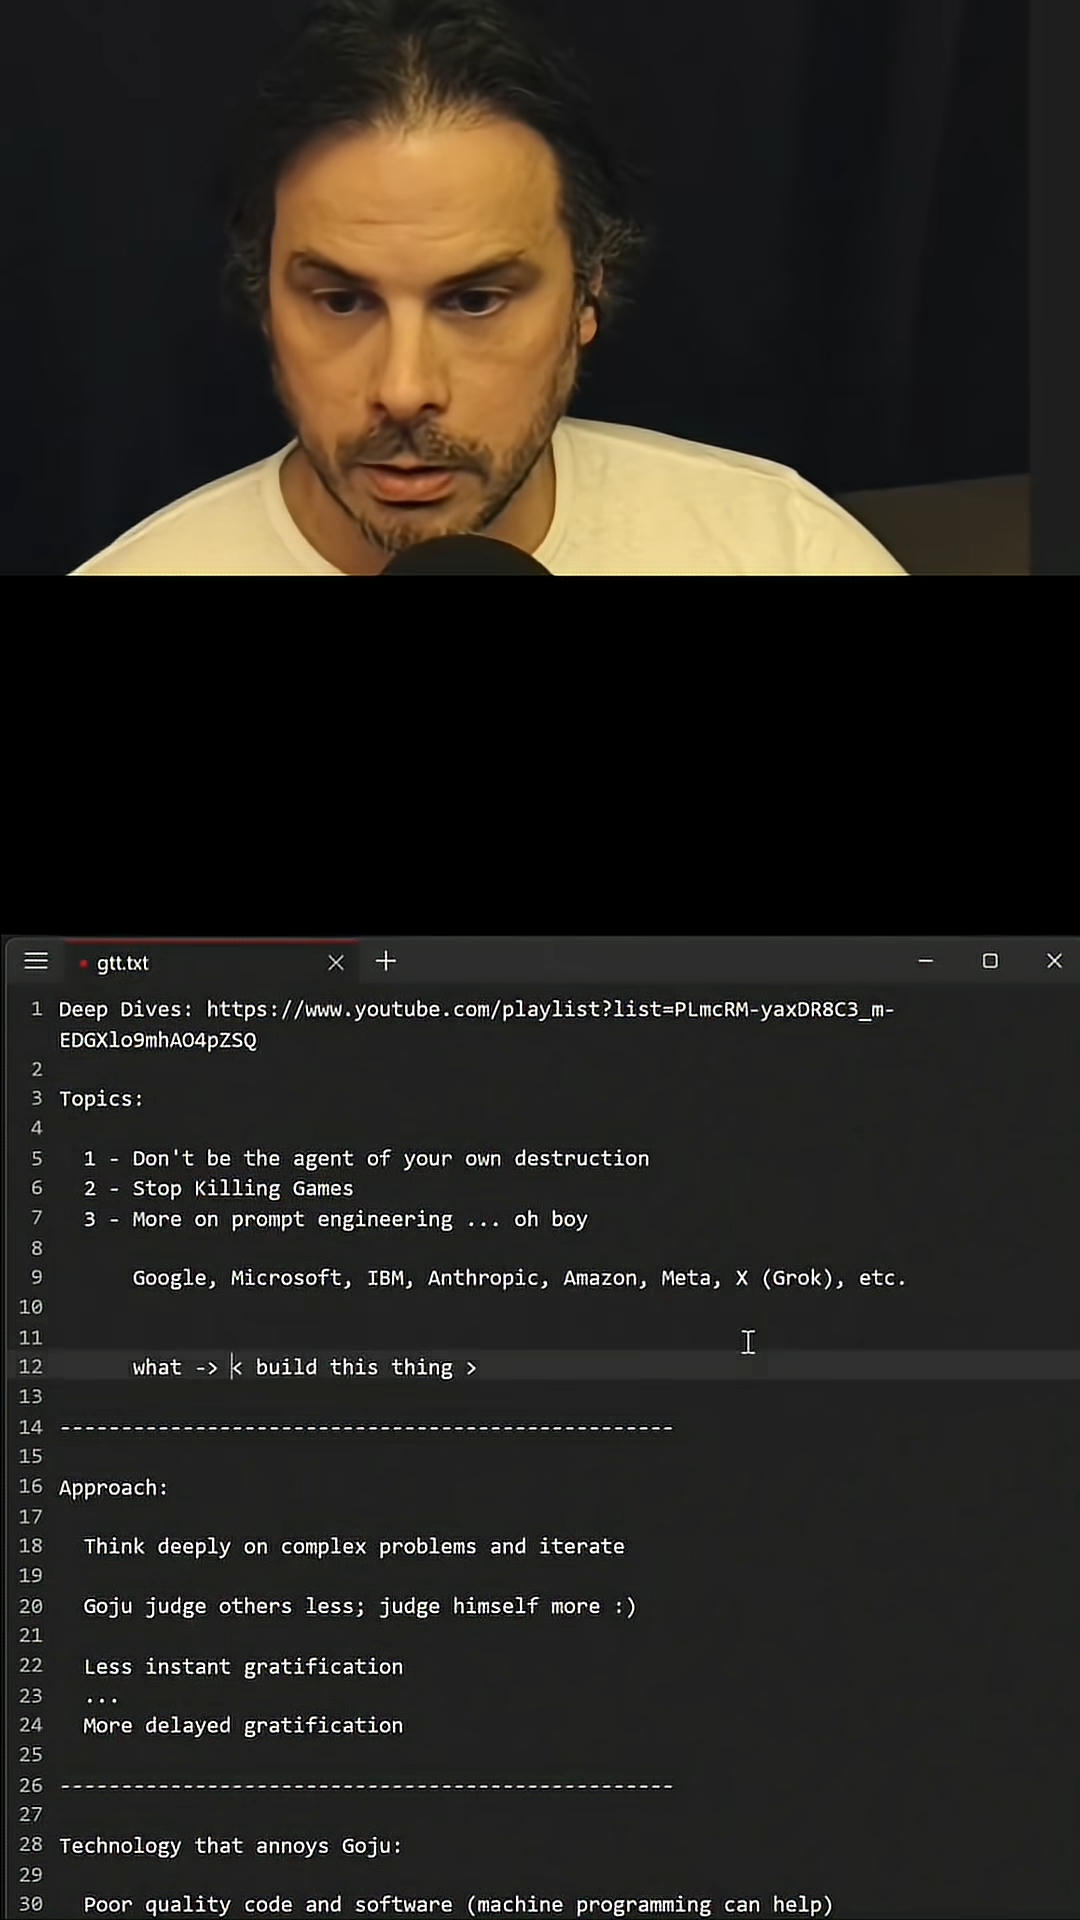 gtt.txt
1 Deep Dives: https://www.youtube.com/playlist?list=PLmcRM-yaxDR8C3_m-
EDGXlo9mhAO4pZSQ
2
3 Topics:
4
5 1 - Don't be the agent of your own destruction
6 2 - Stop Killing Games
7 3 - More on prompt engineering ... oh boy
8
9 Google, Microsoft, IBM, Anthropic, Amazon, Meta, X (Grok), etc.
10
11
12 what -> < build this thing >
13
14 --------------------------------------------------
15
16 Approach:
17
18 Think deeply on complex problems and iterate
19
20 Goju judge others less; judge himself more :)
21
22 Less instant gratification
23 ...
24 More delayed gratification
25
26 --------------------------------------------------
27
28 Technology that annoys Goju:
29
30 Poor quality code and software (machine programming can help)